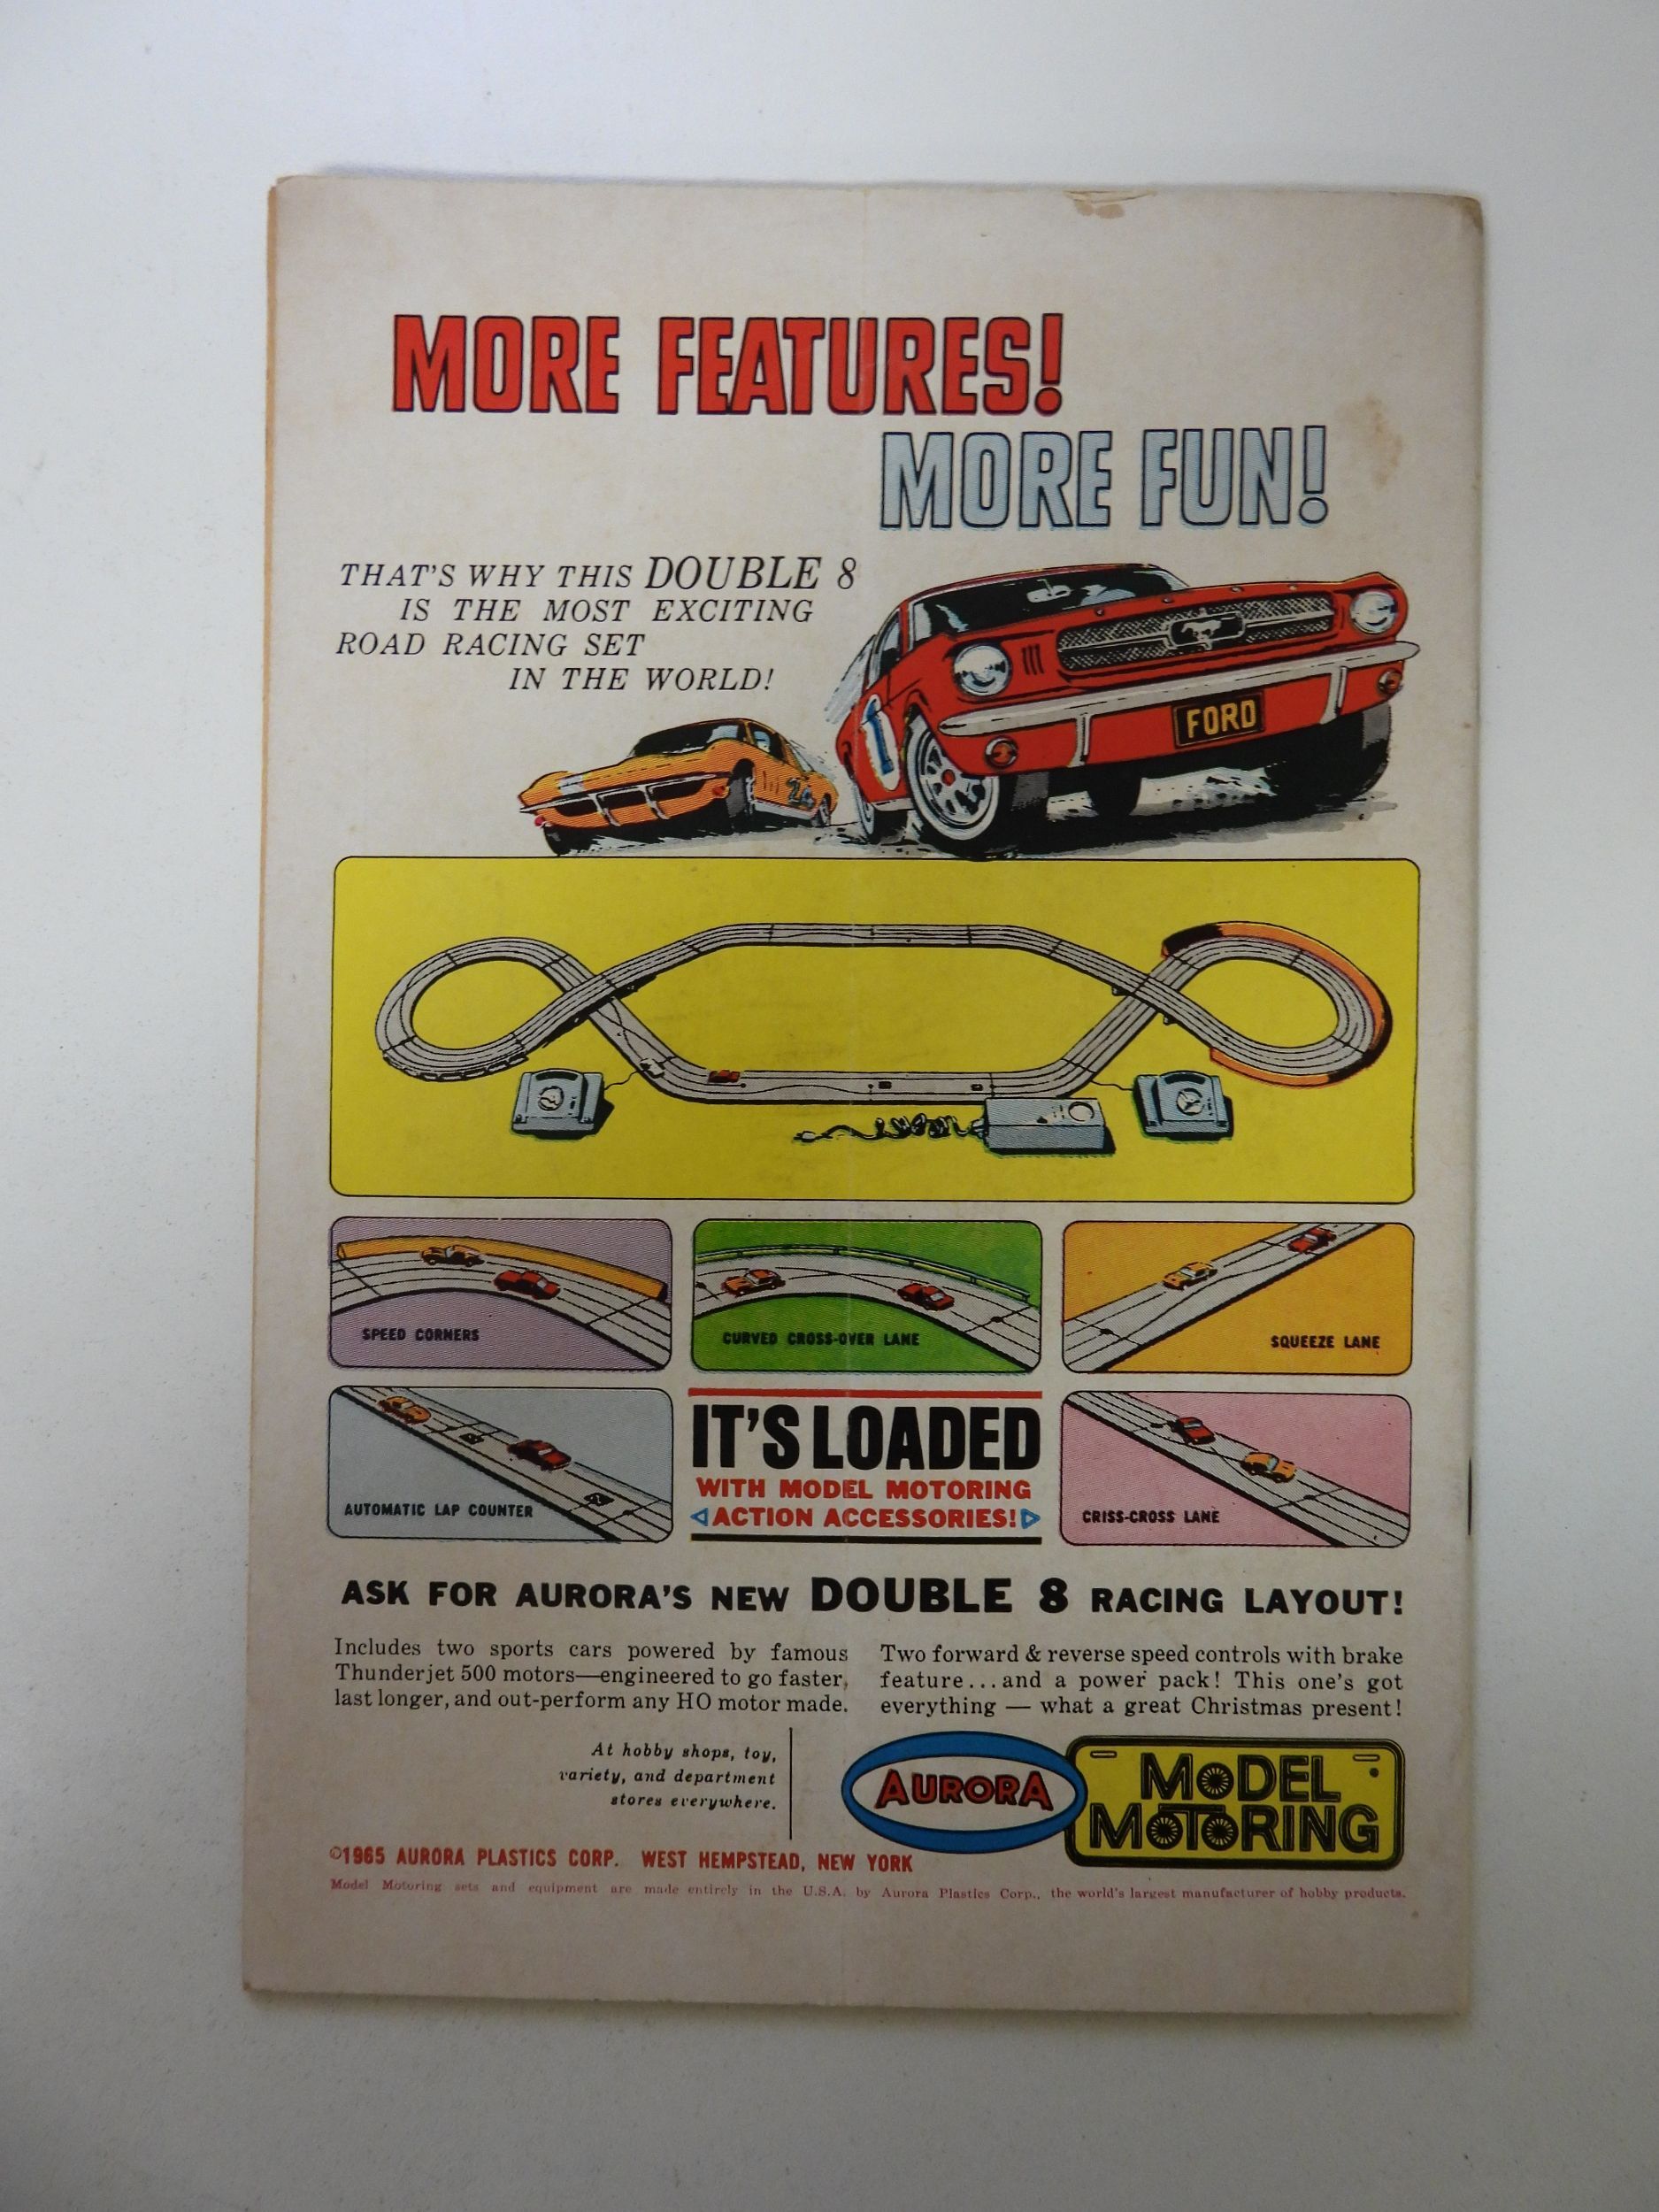 MORE FEATURES!
MORE FUN!
THAT'S WHY THIS DOUBLE 8
IS THE MOST EXCITING
ROAD RACING SET
IN THE WORLD!
FORD
SPEED CORNERS
CURVED CROSS-OVER LANE
SQUEEZE LANE
AUTOMATIC LAP COUNTER
IT'S LOADED
WITH MODEL MOTORING
ACTION ACCESSORIES!
CRISS-CROSS LANE
ASK FOR AURORA'S NEW DOUBLE 8 RACING LAYOUT!
Includes two sports cars powered by famous
Thunderjet 500 motors—engineered to go faster,
last longer, and out-perform any HO motor made.
Two forward & reverse speed controls with brake
feature...and a power pack! This one's got
everything — what a great Christmas present!
At hobby shops, toy,
variety, and department
stores everywhere.
AURORA
MODEL
MOTORING
©1965 AURORA PLASTICS CORP. WEST HEMPSTEAD, NEW YORK
Model Motoring sets and equipment are made entirely in the U.S.A. by Aurora Plastics Corp., the world's largest manufacturer of hobby products.